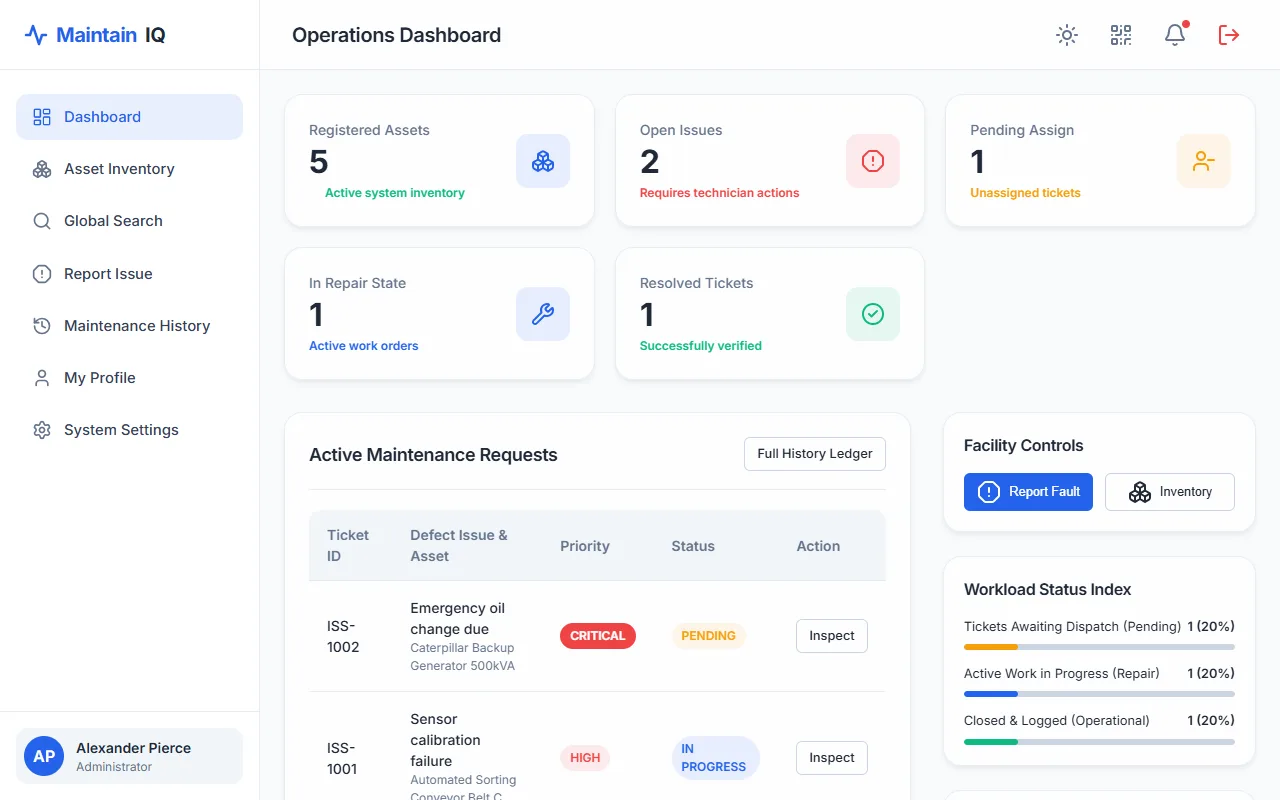 Maintain IQ
Operations Dashboard
Dashboard
Asset Inventory
Global Search
Report Issue
Maintenance History
My Profile
System Settings
AP
Alexander Pierce
Administrator
Registered Assets
5
Active system inventory
Open Issues
2
Requires technician actions
Pending Assign
1
Unassigned tickets
In Repair State
1
Active work orders
Resolved Tickets
1
Successfully verified
Active Maintenance Requests
Full History Ledger
Ticket
ID
Defect Issue &
Asset
Priority
Status
Action
ISS-
1002
Emergency oil
change due
Caterpillar Backup
Generator 500kVA
CRITICAL
PENDING
Inspect
ISS-
1001
Sensor
calibration
failure
Automated Sorting
Conveyor Belt C
HIGH
IN
PROGRESS
Inspect
Facility Controls
Report Fault
Inventory
Workload Status Index
Tickets Awaiting Dispatch (Pending) 1 (20%)
Active Work in Progress (Repair) 1 (20%)
Closed & Logged (Operational) 1 (20%)